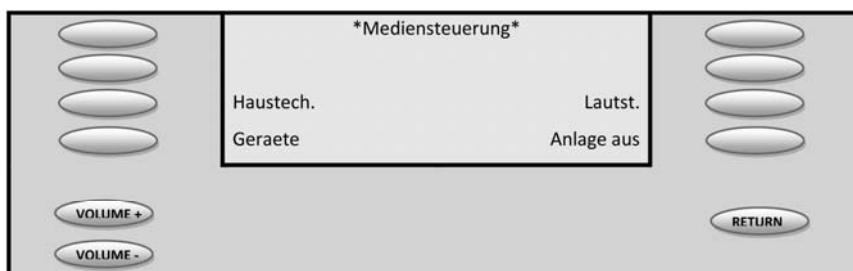 *Mediensteuerung*
Haustech. Lautst.
Geraete Anlage aus
VOLUME + RETURN
VOLUME -